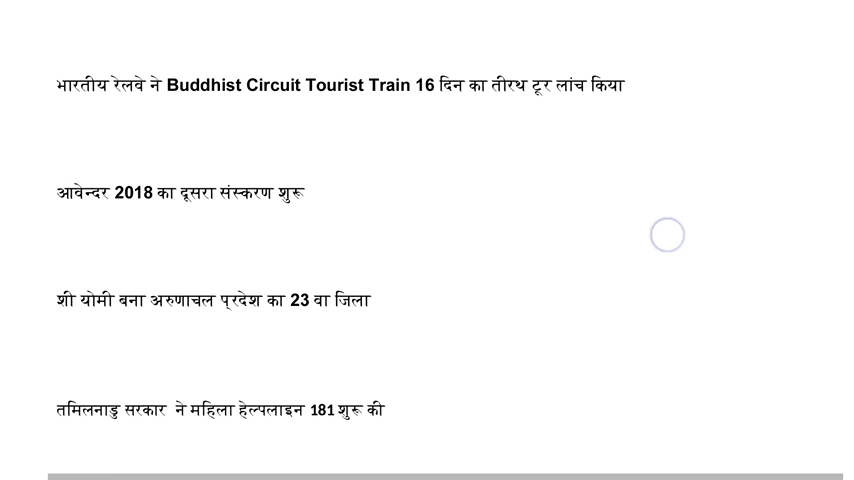 भारतीय रेलवे ने Buddhist Circuit Tourist Train 16 दिन का तीरथ टूर लांच किया
आवेन्दर 2018 का दूसरा संस्करण शुरू
शी योमी बना अरुणाचल प्रदेश का 23 वा जिला
तमिलनाडु सरकार ने महिला हेल्पलाइन 181 शुरू की